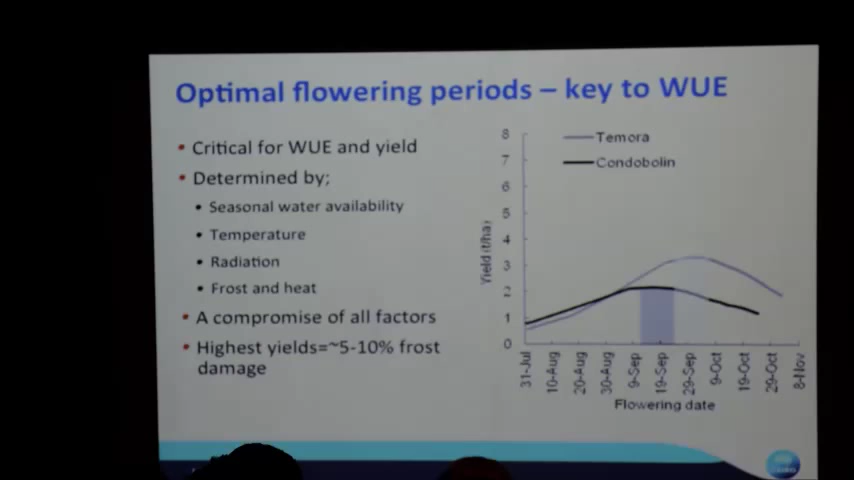 Optimal flowering periods – key to WUE
• Critical for WUE and yield
• Determined by;
• Seasonal water availability
• Temperature
• Radiation
• Frost and heat
• A compromise of all factors
• Highest yields=~5-10% frost
damage
Temora
Condobolin
Yield (t/ha)
8
7
6
5
4
3
2
1
0
31-Jul
10-Aug
20-Aug
30-Aug
9-Sep
19-Sep
29-Sep
9-Oct
19-Oct
29-Oct
8-Nov
Flowering date